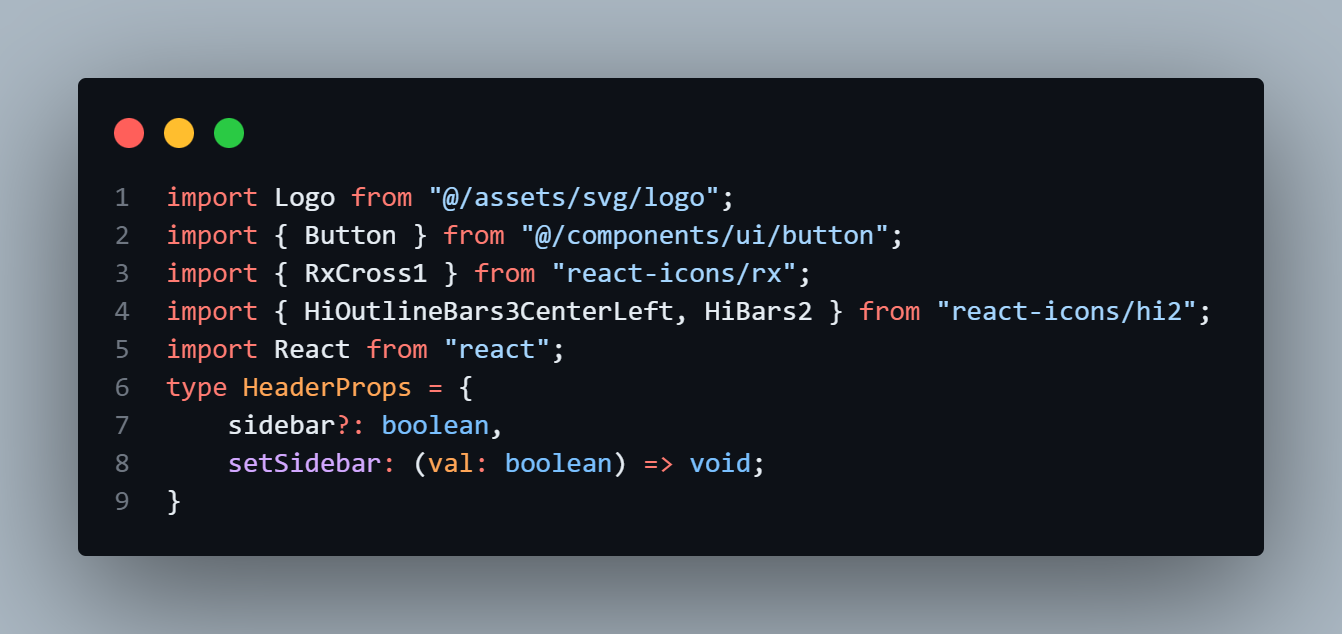 1 import Logo from "@/assets/svg/logo";
2 import { Button } from "@/components/ui/button";
3 import { RxCross1 } from "react-icons/rx";
4 import { HiOutlineBars3CenterLeft, HiBars2 } from "react-icons/hi2";
5 import React from "react";
6 type HeaderProps = {
7     sidebar?: boolean,
8     setSidebar: (val: boolean) => void;
9 }